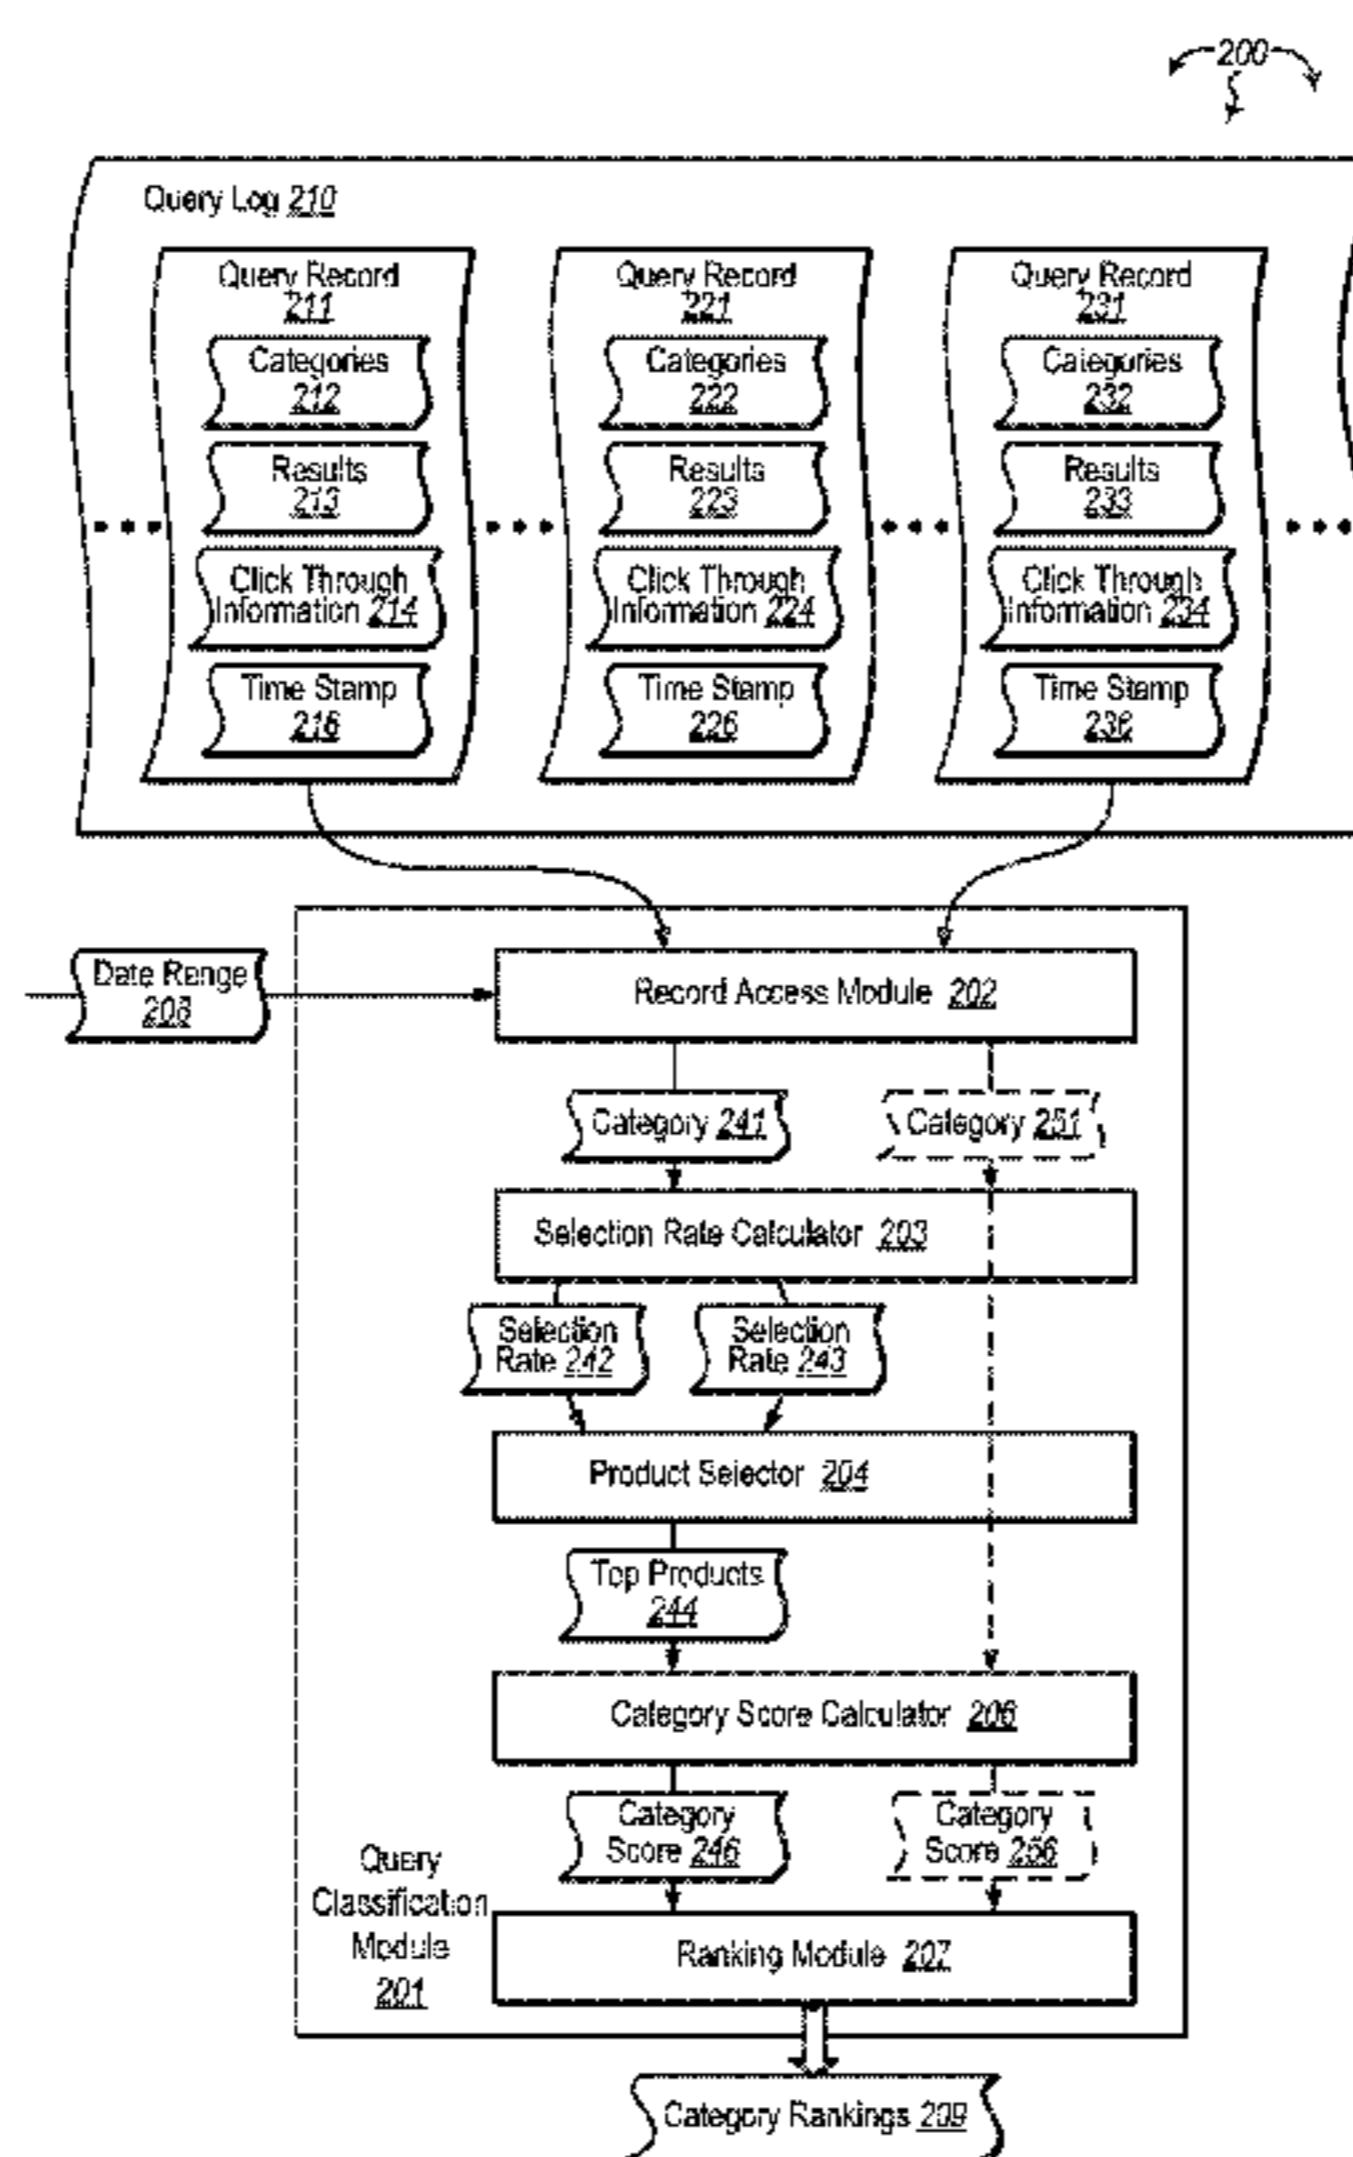 200
Query Log 210
Query Record
211
Categories
212
Results
213
Click Through
Information 214
Time Stamp
216
Query Record
221
Categories
222
Results
223
Click Through
Information 224
Time Stamp
226
Query Record
231
Categories
232
Results
233
Click Through
Information 234
Time Stamp
236
Date Range
208
Record Access Module 202
Category 241
Category 251
Selection Rate Calculator 203
Selection
Rate 242
Selection
Rate 243
Product Selector 204
Top Products
244
Category Score Calculator 206
Category
Score 246
Category
Score 256
Query
Classification
Module
201
Ranking Module 207
Category Rankings 209